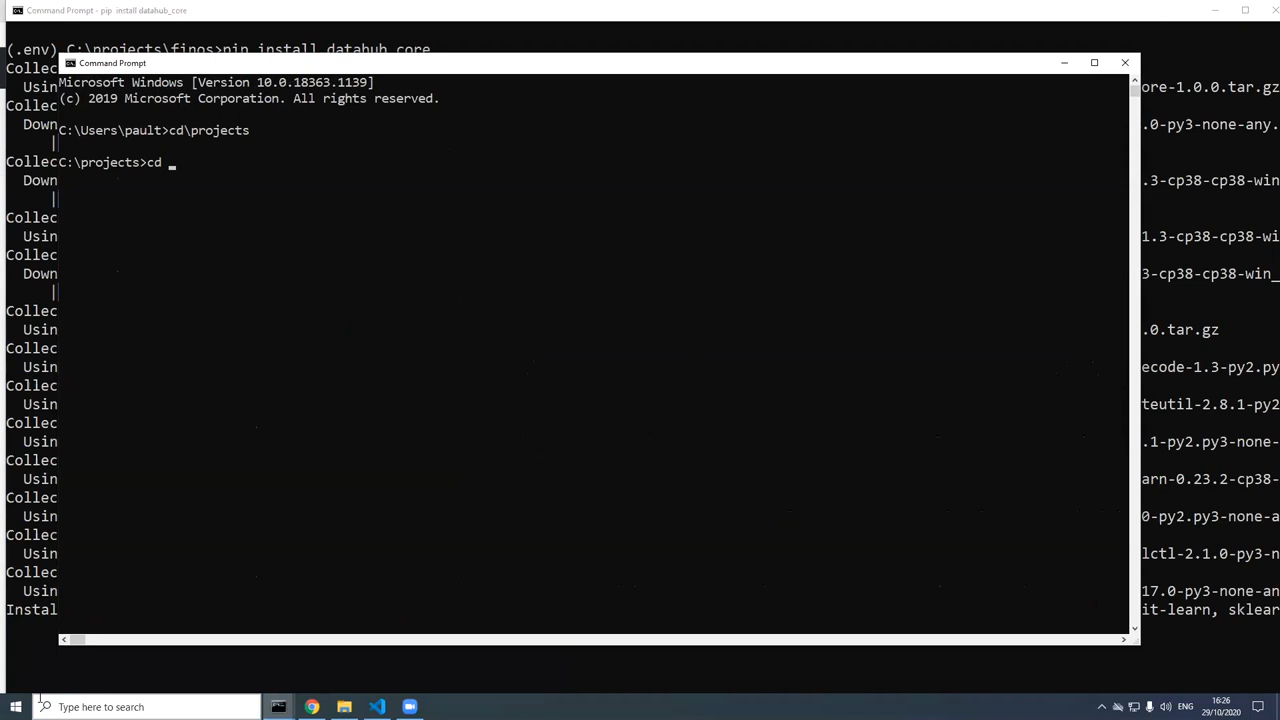 Command Prompt - pip install datahub_core
(.env) C:\projects\finos>pip install datahub_core
Command Prompt
Microsoft Windows [Version 10.0.18363.1139]
(c) 2019 Microsoft Corporation. All rights reserved.
C:\Users\pault>cd\projects
C:\projects>cd
Collec
Usin
ore-1.0.0.tar.gz
Collec
Down
.0-py3-none-any.
Collec
Down
.3-cp38-cp38-win
Collec
Usin
1.3-cp38-cp38-wi
Collec
Down
3-cp38-cp38-win_
Collec
Usin
.0.tar.gz
Collec
Usin
ecode-1.3-py2.py
Collec
Usin
teutil-2.8.1-py2
Collec
Usin
.1-py2.py3-none-
Collec
Usin
arn-0.23.2-cp38-
Collec
Usin
0-py2.py3-none-a
Collec
Usin
lctl-2.1.0-py3-n
Collec
Usin
17.0-py3-none-an
Instal
it-learn, sklear
Type here to search
ENG
16:26
29/10/2020